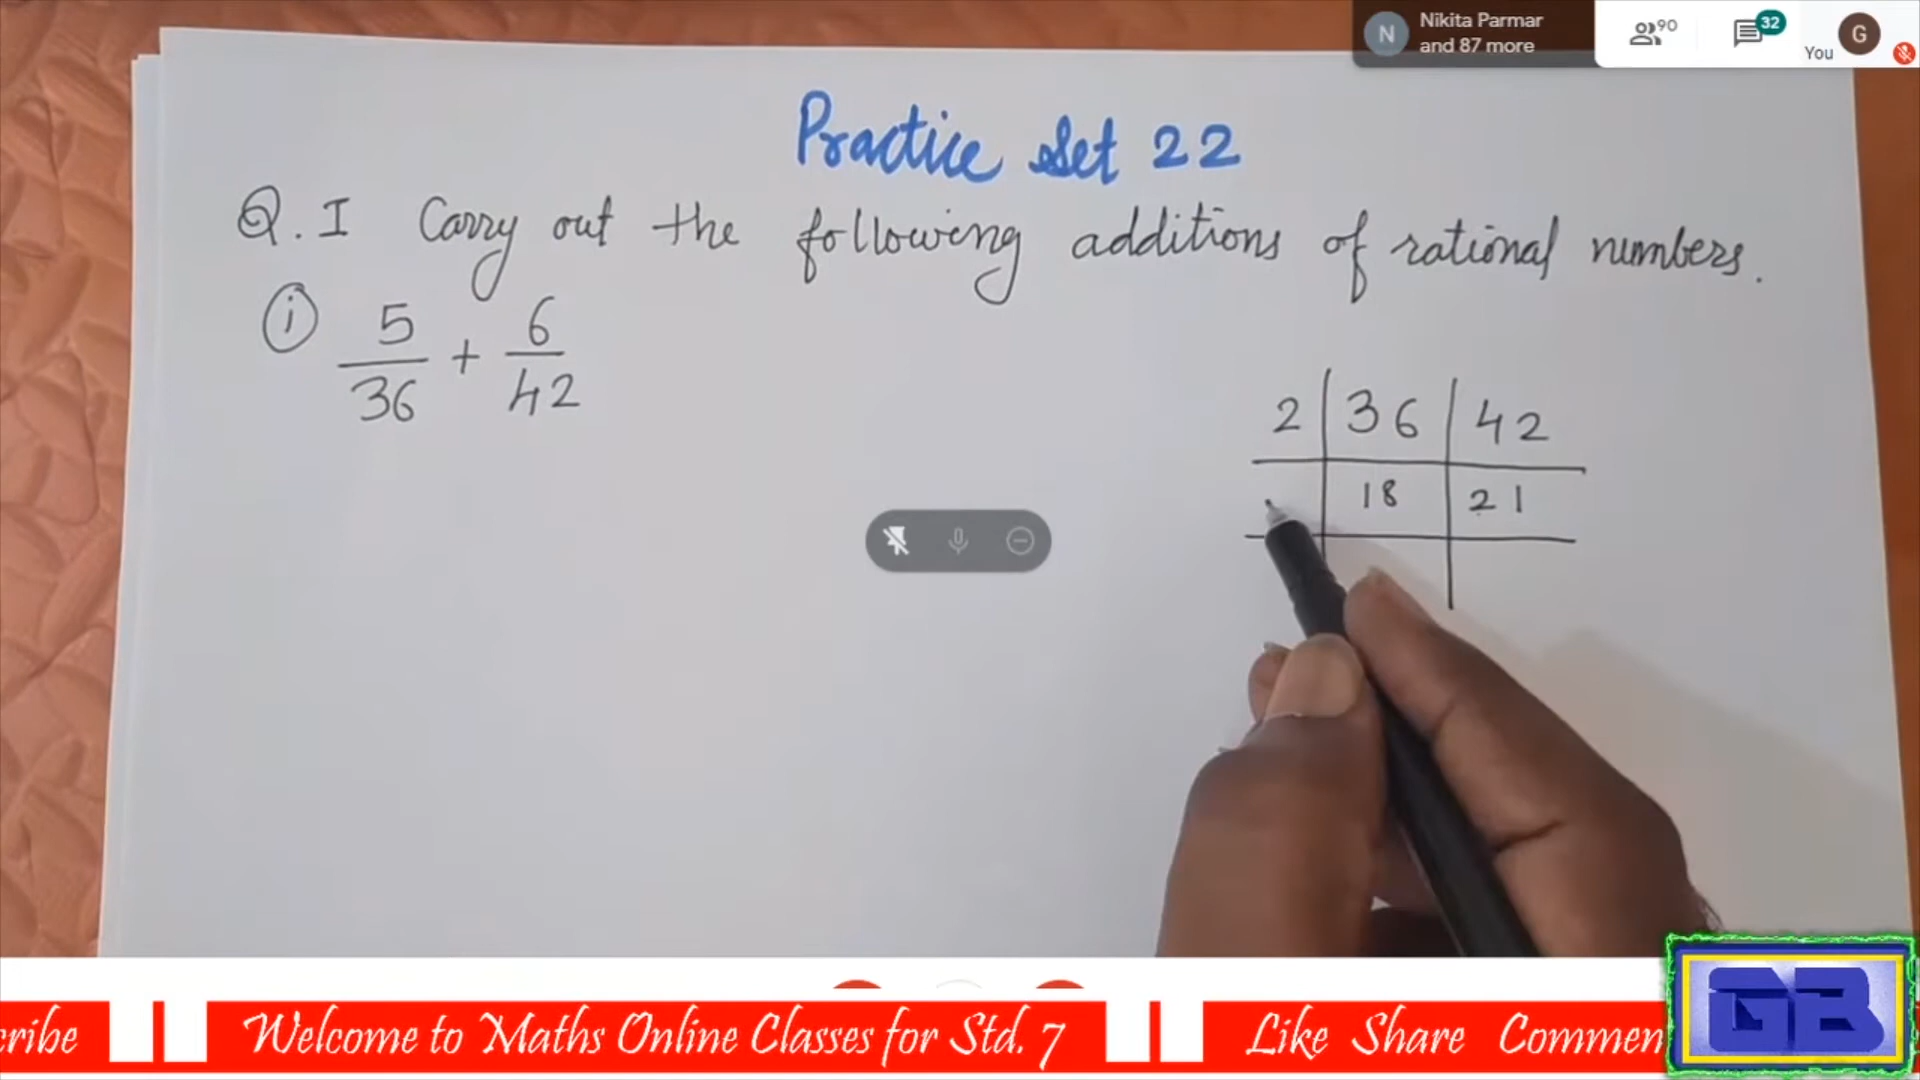 N Nikita Parmar
and 87 more
90
32
You
G
Practice Set 22
Q. I Carry out the following additions of rational numbers.
i 5/36 + 6/42
2 | 36 | 42
18 | 21
cribe
Welcome to Maths Online Classes for Std. 7
Like Share Commen
GB